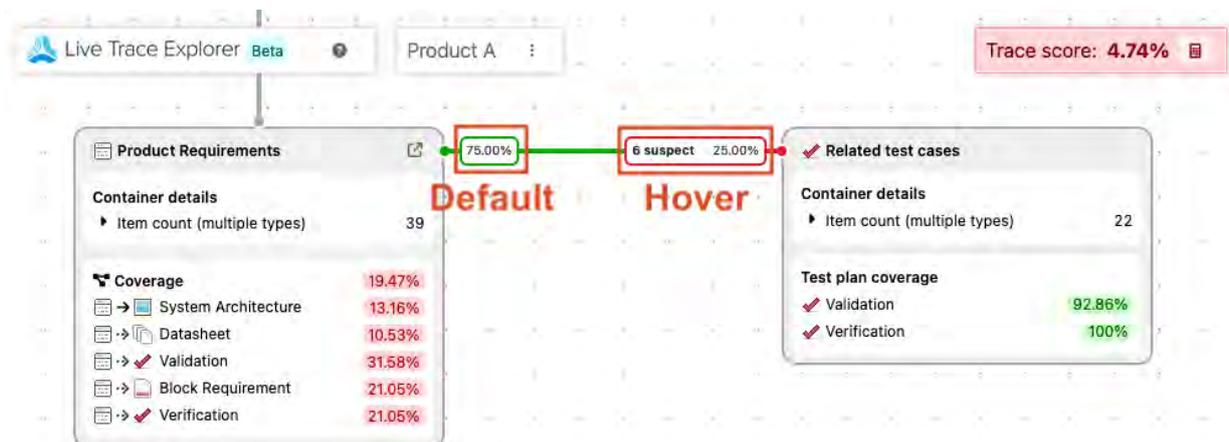 Live Trace Explorer Beta
Product A
Trace score: 4.74%
Product Requirements
75.00%
6 suspect 25.00%
Related test cases
Default
Hover
Container details
Item count (multiple types) 39
Coverage 19.47%
System Architecture 13.16%
Datasheet 10.53%
Validation 31.58%
Block Requirement 21.05%
Verification 21.05%
Container details
Item count (multiple types) 22
Test plan coverage
Validation 92.86%
Verification 100%